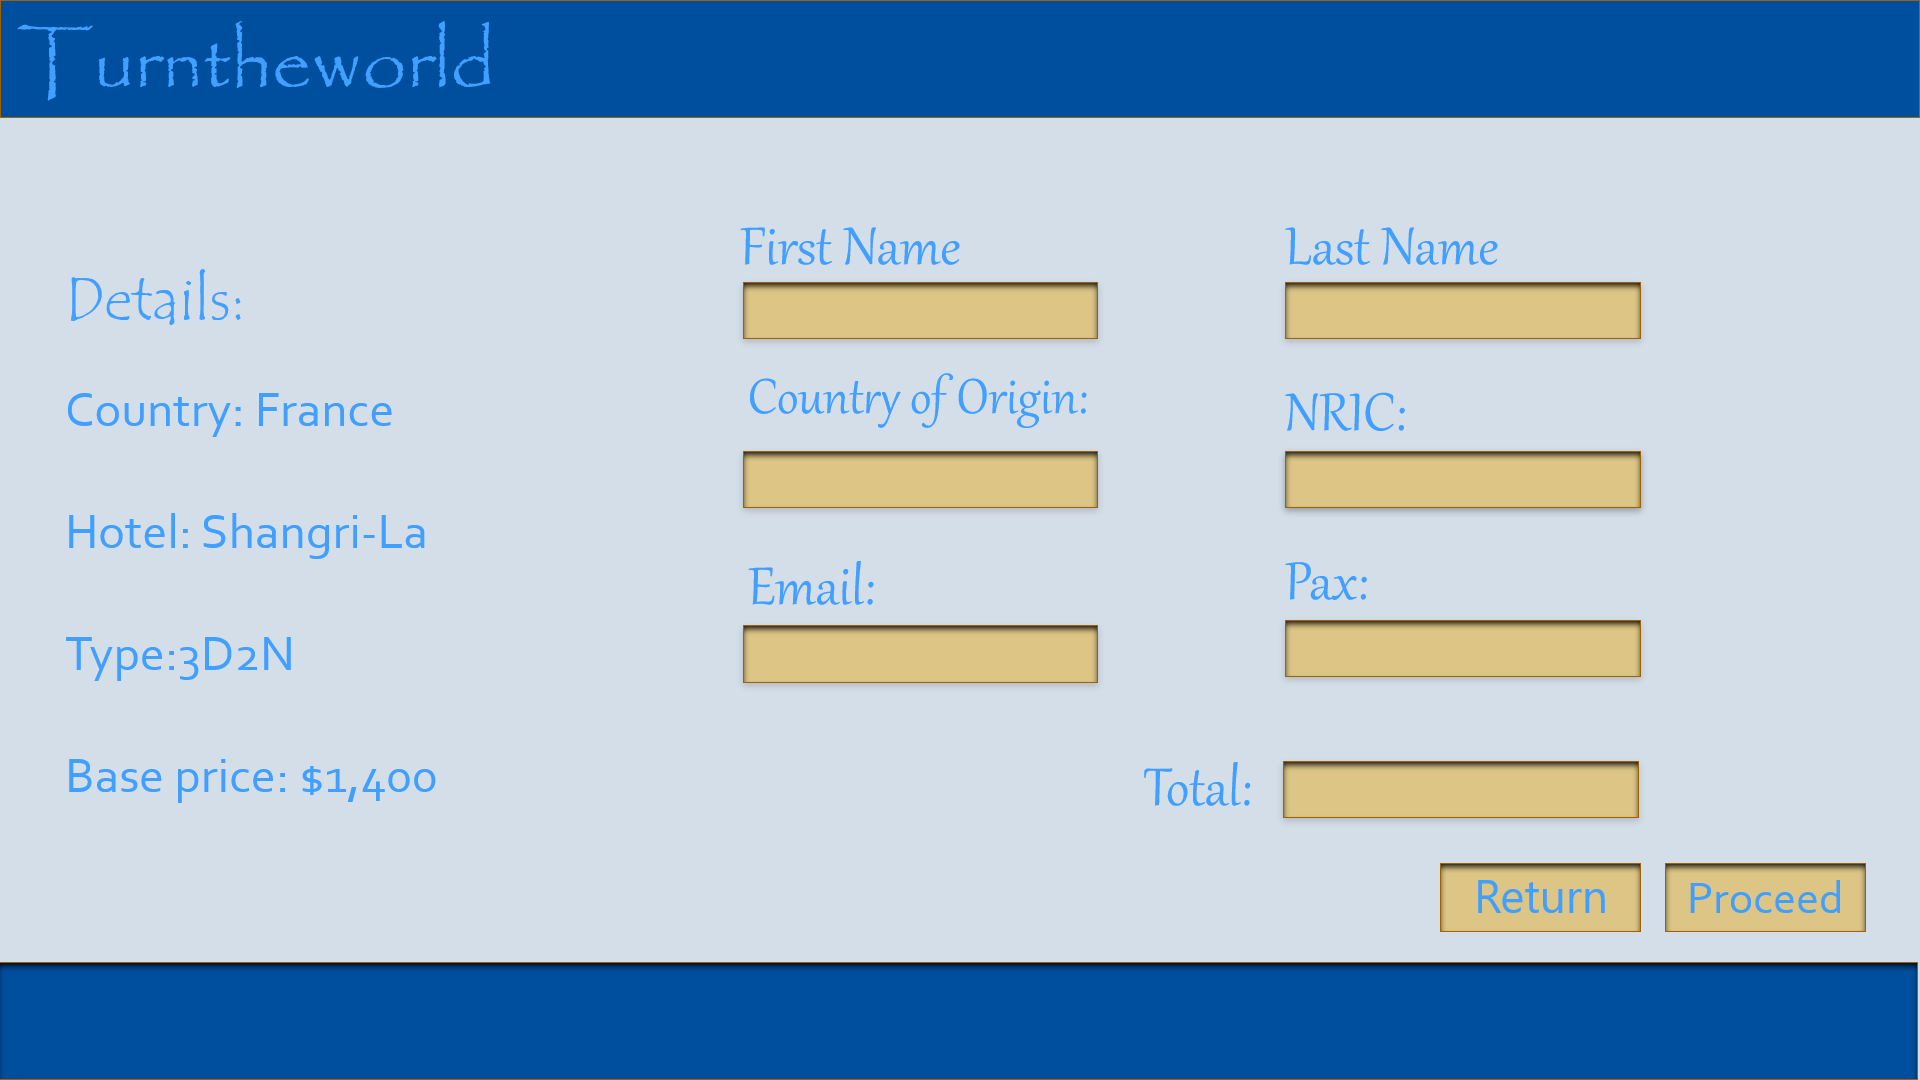 Turntheworld
Details:
Country: France
Hotel: Shangri-La
Type:3D2N
Base price: $1,400
First Name
Last Name
Country of Origin:
NRIC:
Email:
Pax:
Total:
Return
Proceed